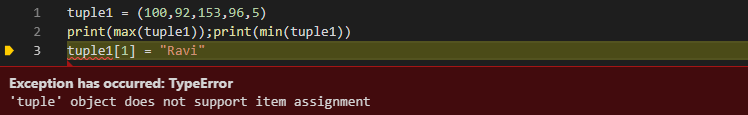 1 tuple1 = (100,92,153,96,5)
2 print(max(tuple1));print(min(tuple1))
3 tuple1[1] = "Ravi"
Exception has occurred: TypeError
'tuple' object does not support item assignment